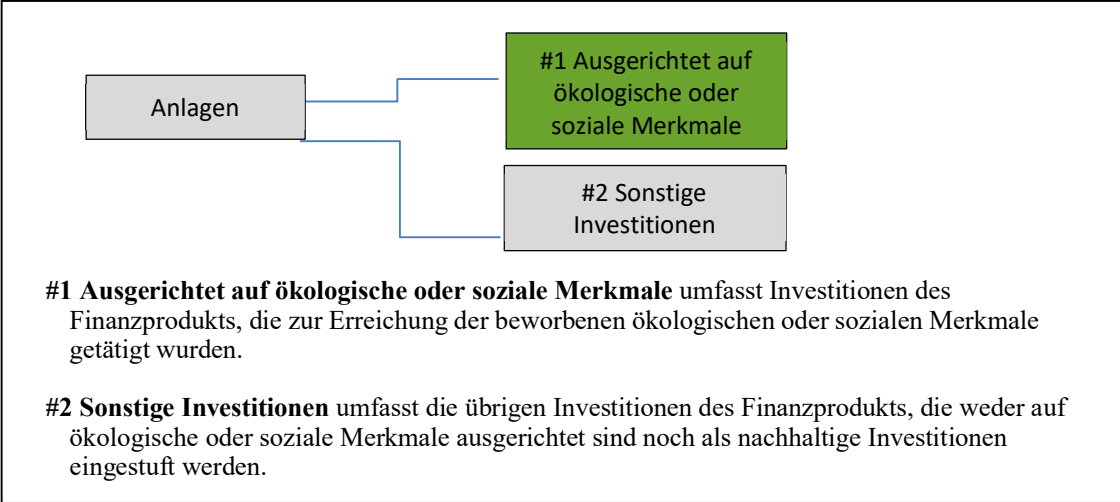 Anlagen
#1 Ausgerichtet auf
ökologische oder
soziale Merkmale
#2 Sonstige
Investitionen
#1 Ausgerichtet auf ökologische oder soziale Merkmale umfasst Investitionen des
Finanzprodukts, die zur Erreichung der beworbenen ökologischen oder sozialen Merkmale
getätigt wurden.
#2 Sonstige Investitionen umfasst die übrigen Investitionen des Finanzprodukts, die weder auf
ökologische oder soziale Merkmale ausgerichtet sind noch als nachhaltige Investitionen
eingestuft werden.